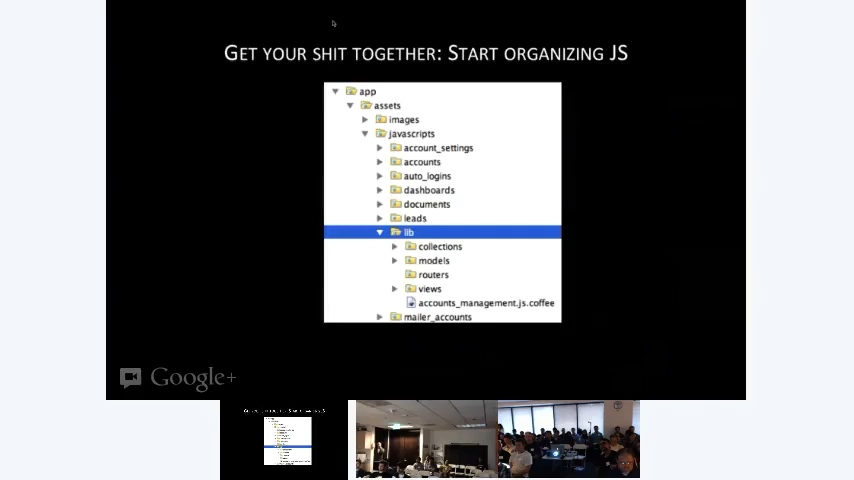 GET YOUR SHIT TOGETHER: START ORGANIZING JS
app
assets
images
javascripts
account_settings
accounts
auto_logins
dashboards
documents
leads
lib
collections
models
routers
views
accounts_management.js.coffee
mailer_accounts
Google+